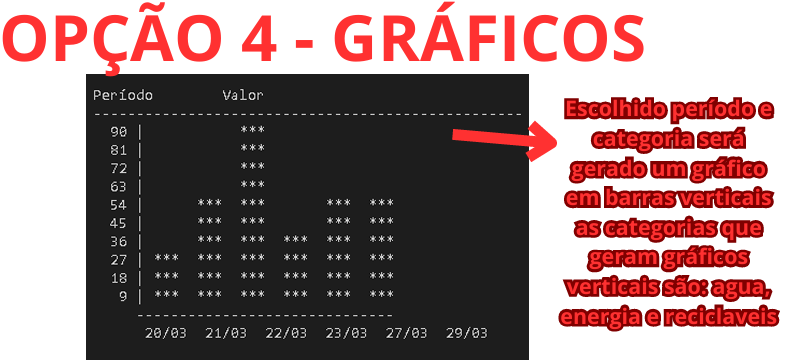 OPÇÃO 4 - GRÁFICOS
Período        Valor
---------------------------------------------------
90 |            ***
81 |            ***
72 |            ***
63 |            ***
54 |       ***  ***       ***  ***
45 |       ***  ***       ***  ***
36 |       ***  ***  ***  ***  ***
27 |  ***  ***  ***  ***  ***  ***
18 |  ***  ***  ***  ***  ***  ***
9 |  ***  ***  ***  ***  ***  ***
------------------------------
20/03  21/03  22/03  23/03  27/03  29/03
Escolhido período e
categoria será
gerado um gráfico
em barras verticais
as categorias que
geram gráficos
verticais são: agua,
energia e reciclaveis